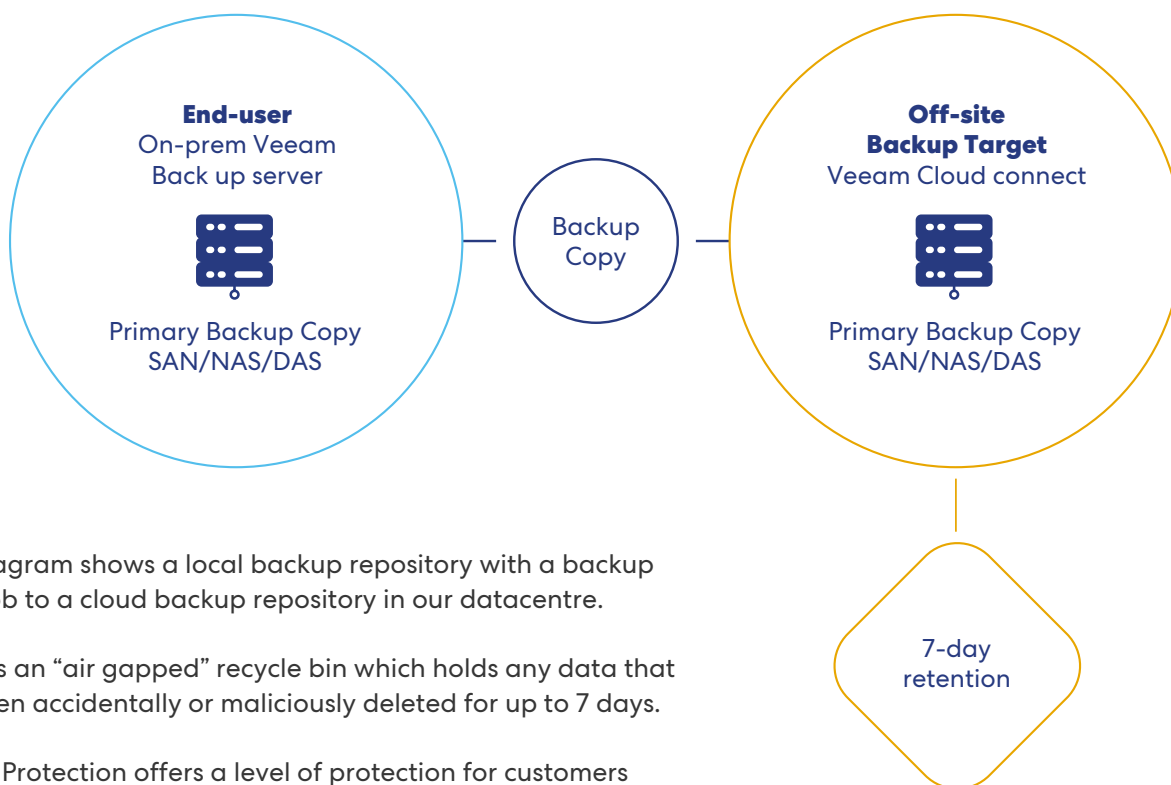 End-user
On-prem Veeam
Back up server
Primary Backup Copy
SAN/NAS/DAS
Backup
Copy
Off-site
Backup Target
Veeam Cloud connect
Primary Backup Copy
SAN/NAS/DAS
7-day
retention
agram shows a local backup repository with a backup
b to a cloud backup repository in our datacentre.
s an “air gapped” recycle bin which holds any data that
en accidentally or maliciously deleted for up to 7 days.
Protection offers a level of protection for customers